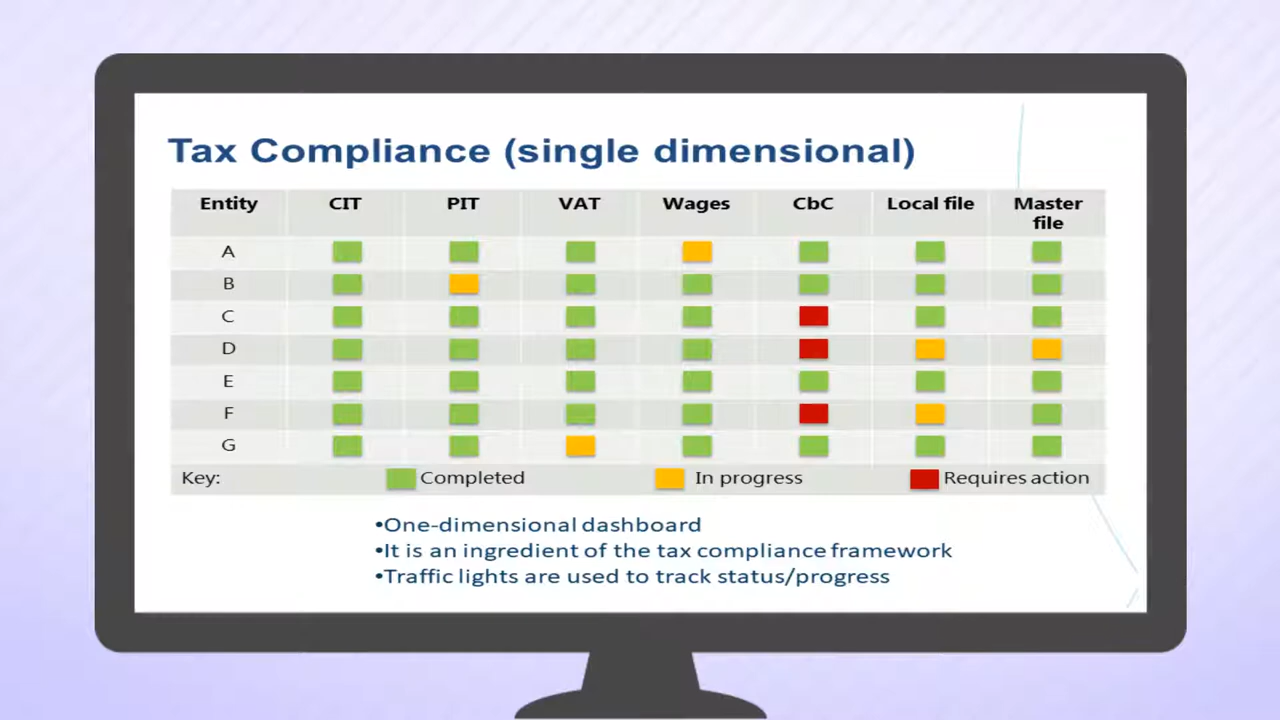 Tax Compliance (single dimensional)
Entity CIT PIT VAT Wages CbC Local file Master file
A
B
C
D
E
F
G
Key: Completed In progress Requires action
•One-dimensional dashboard
•It is an ingredient of the tax compliance framework
•Traffic lights are used to track status/progress